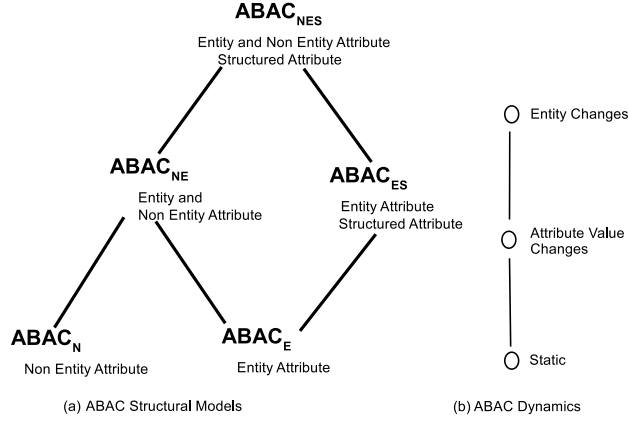 ABAC_NES
Entity and Non Entity Attribute
Structured Attribute
ABAC_NE
Entity and
Non Entity Attribute
ABAC_ES
Entity Attribute
Structured Attribute
ABAC_N
Non Entity Attribute
ABAC_E
Entity Attribute
(a) ABAC Structural Models
Entity Changes
Attribute Value
Changes
Static
(b) ABAC Dynamics